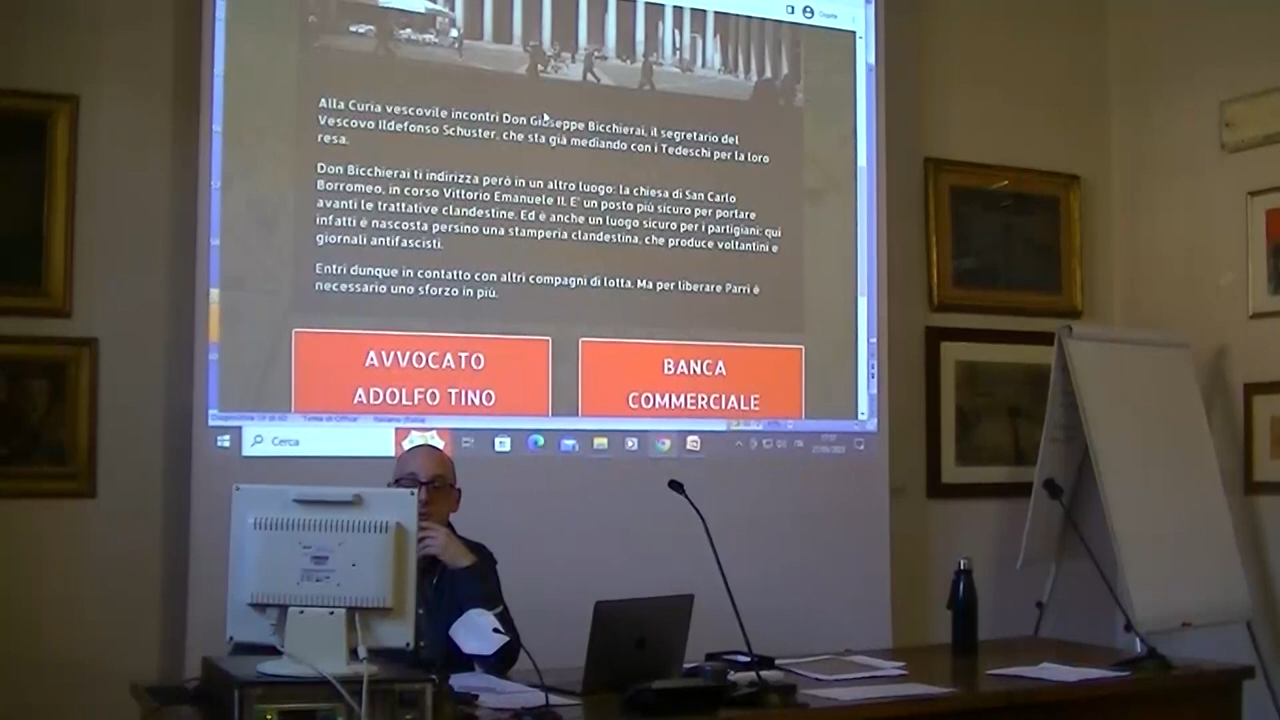 Ospite
Alla Curia vescovile incontri Don Giuseppe Bicchierai, il segretario del
Vescovo Ildefonso Schuster, che sta già mediando con i Tedeschi per la loro
resa.
Don Bicchierai ti indirizza però in un altro luogo: la chiesa di San Carlo
Borromeo, in corso Vittorio Emanuele II. E' un posto più sicuro per portare
avanti le trattative clandestine. Ed è anche un luogo sicuro per i partigiani: qui
infatti è nascosta persino una stamperia clandestina, che produce volantini e
giornali antifascisti.
Entri dunque in contatto con altri compagni di lotta. Ma per liberare Parri è
necessario uno sforzo in più.
AVVOCATO
ADOLFO TINO
BANCA
COMMERCIALE
Cerca